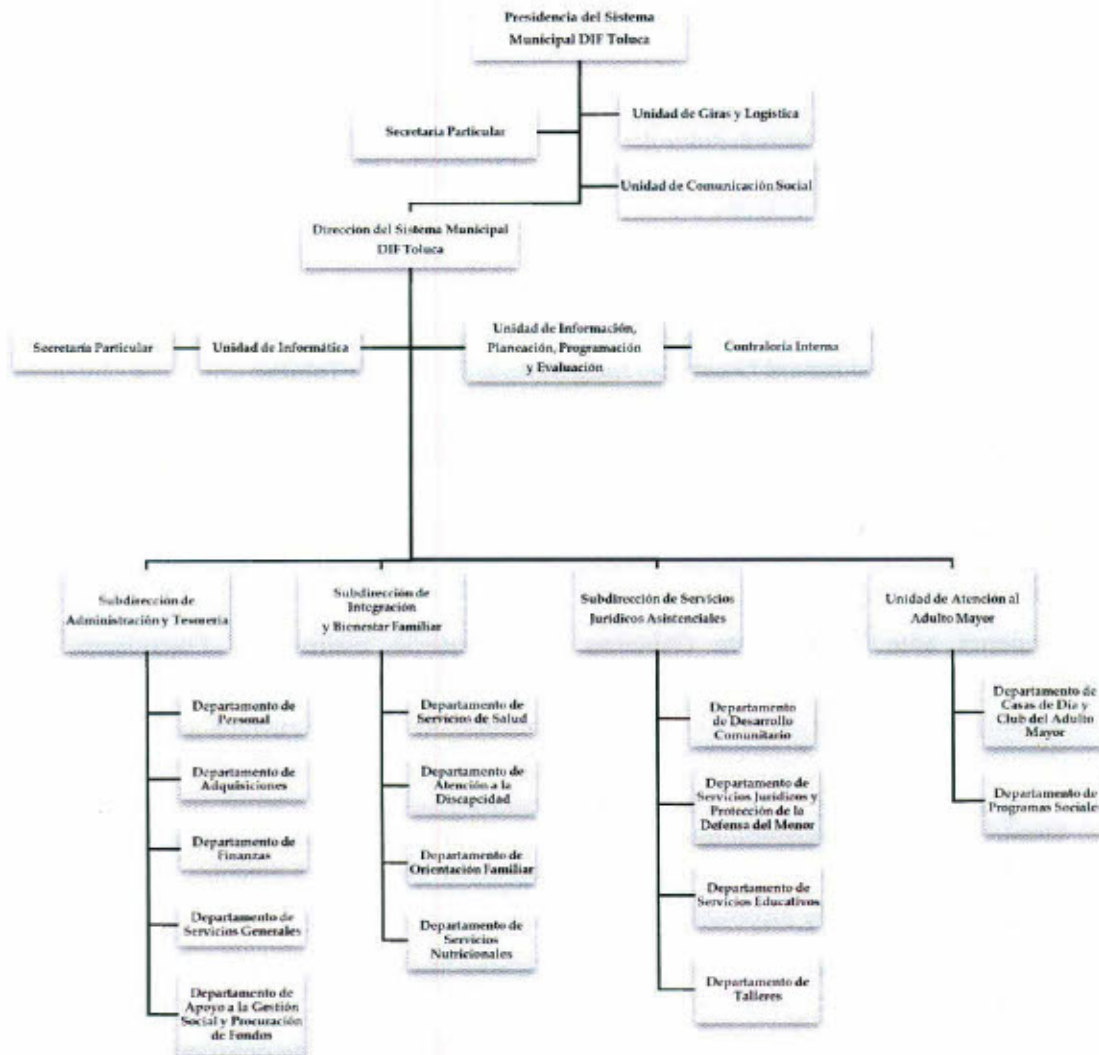 Presidencia del Sistema
Municipal DIF Toluca
Unidad de Giras y Logística
Secretaría Particular
Unidad de Comunicación Social
Dirección del Sistema Municipal
DIF Toluca
Secretaría Particular
Unidad de Informática
Unidad de Información,
Planeación, Programación
y Evaluación
Contraloría Interna
Subdirección de
Administración y Tesorería
Subdirección de
Integración
y Bienestar Familiar
Subdirección de Servicios
Jurídicos Asistenciales
Unidad de Atención al
Adulto Mayor
Departamento de
Personal
Departamento de
Adquisiciones
Departamento de
Finanzas
Departamento de
Servicios Generales
Departamento de
Apoyo a la Gestión
Social y Procuración
de Fondos
Departamento de
Servicios de Salud
Departamento de
Atención a la
Discapcidad
Departamento de
Orientación Familiar
Departamento de
Servicios
Nutricionales
Departamento
de Desarrollo
Comunitario
Departamento de
Servicios Jurídicos y
Protección de la
Defensa del Menor
Departamento de
Servicios Educativos
Departamento de
Talleres
Departamento de
Casas de Día y
Club del Adulto
Mayor
Departamento de
Programas Sociales